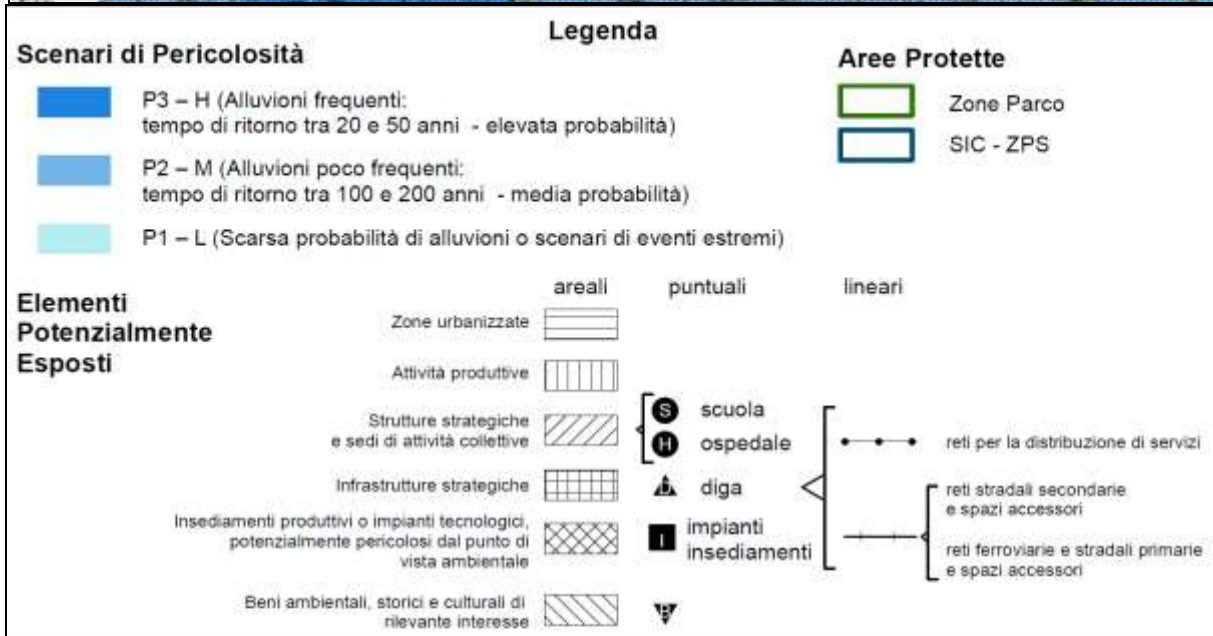 Legenda
Scenari di Pericolosità
P3 – H (Alluvioni frequenti:
tempo di ritorno tra 20 e 50 anni - elevata probabilità)
P2 – M (Alluvioni poco frequenti:
tempo di ritorno tra 100 e 200 anni - media probabilità)
P1 – L (Scarsa probabilità di alluvioni o scenari di eventi estremi)
Aree Protette
Zone Parco
SIC - ZPS
Elementi
Potenzialmente
Esposti
areali puntuali lineari
Zone urbanizzate
Attività produttive
Strutture strategiche
e sedi di attività collettive
Infrastrutture strategiche
Insediamenti produttivi o impianti tecnologici,
potenzialmente pericolosi dal punto di
vista ambientale
Beni ambientali, storici e culturali di
rilevante interesse
S scuola
H ospedale
diga
I impianti
insediamenti
reti per la distribuzione di servizi
reti stradali secondarie
e spazi accessori
reti ferroviarie e stradali primarie
e spazi accessori